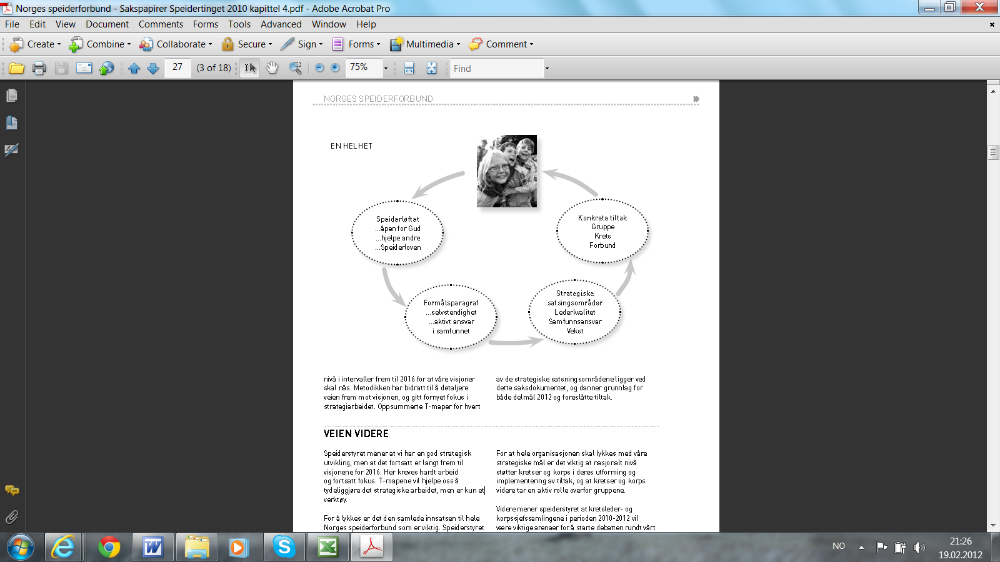 Norges speiderforbund - Sakspapirer Speidertinget 2010 kapittel 4.pdf - Adobe Acrobat Pro
File Edit View Document Comments Forms Tools Advanced Window Help
Create Combine Collaborate Secure Sign Forms Multimedia Comment
27 (3 of 18) 75% Find
NORGES SPEIDERFORBUND
EN HELHET
Speiderløftet
...åpen for Gud
...hjelpe andre
...Speiderloven
Konkrete tiltak
Gruppe
Krets
Forbund
Formålsparagraf
...selvstendighet
...aktivt ansvar
i samfunnet
Strategiske
satsingsområder
Lederkvalitet
Samfunnsansvar
Vekst
nivå i intervaller frem til 2016 for at våre visjoner
skal nås. Metodikken har bidratt til å detaljere
veien frem mot visjonen, og gitt fornyet fokus i
strategiarbeidet. Oppsummerte T-maper for hvert
av de strategiske satsningsområdene ligger ved
dette saksdokumentet, og danner grunnlag for
både delmål 2012 og foreslåtte tiltak.
VEIEN VIDERE
Speiderstyret mener at vi har en god strategisk
utvikling, men at det fortsatt er langt frem til
visjonene for 2016. Her kreves hardt arbeid
og fortsatt fokus. T-mapene vil hjelpe oss å
tydeliggjøre det strategiske arbeidet, men er kun et
verktøy.
For å lykkes er det den samlede innsatsen til hele
Norges speiderforbund som er viktig. Speiderstyret
For at hele organisasjonen skal lykkes med våre
strategiske mål er det viktig at nasjonalt nivå
støtter kretser og korps i deres utforming og
implementering av tiltak, og at kretser og korps
videre tar en aktiv rolle overfor gruppene.
Videre mener speiderstyret at kretsleder- og
korpssjefssamlingene i perioden 2010-2012 vil
være viktige arenaer for å starte debatten rundt vårt
NO
21:26
19.02.2012